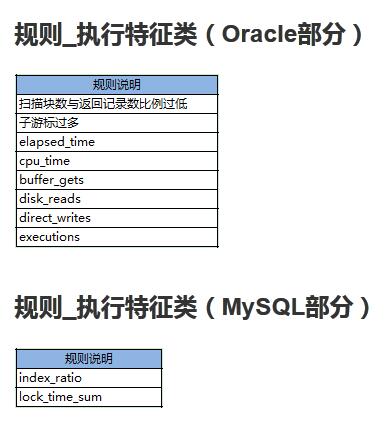 规则_执行特征类（Oracle部分）
规则说明
扫描块数与返回记录数比例过低
子游标过多
elapsed_time
cpu_time
buffer_gets
disk_reads
direct_writes
executions
规则_执行特征类（MySQL部分）
规则说明
index_ratio
lock_time_sum